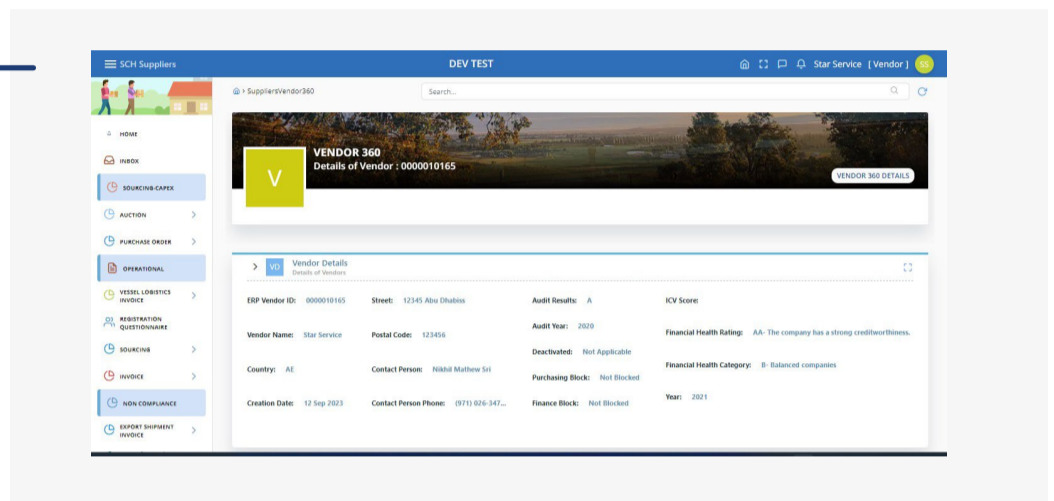 SCH Suppliers
DEV TEST
Star Service [ Vendor ]
SS
SuppliersVendor360
Search...
HOME
INBOX
SOURCING-CAPEX
AUCTION
PURCHASE ORDER
OPERATIONAL
VESSEL LOGISTICS
INVOICE
REGISTRATION
QUESTIONNAIRE
SOURCING
INVOICE
NON COMPLIANCE
EXPORT SHIPMENT
INVOICE
V
VENDOR 360
Details of Vendor : 0000010165
VENDOR 360 DETAILS
VD
Vendor Details
Details of Vendors
ERP Vendor ID: 0000010165
Vendor Name: Star Service
Country: AE
Creation Date: 12 Sep 2023
Street: 12345 Abu Dhabiss
Postal Code: 123456
Contact Person: Nikhil Mathew Sri
Contact Person Phone: (971) 026-347...
Audit Results: A
Audit Year: 2020
Deactivated: Not Applicable
Purchasing Block: Not Blocked
Finance Block: Not Blocked
ICV Score:
Financial Health Rating: AA- The company has a strong creditworthiness.
Financial Health Category: B- Balanced companies
Year: 2021